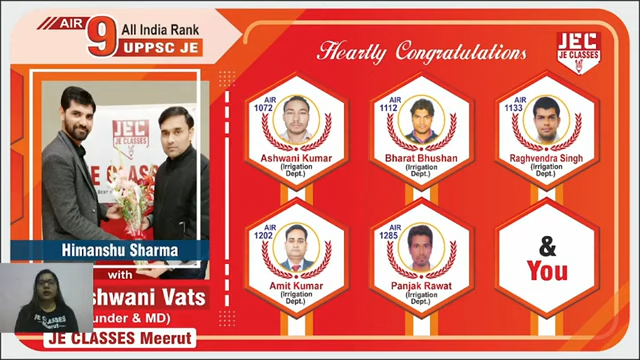 AIR 9 All India Rank
UPPSC JE
Heartly Congratulations
JEC
JE CLASSES
JEC
JE CLASSES
JE CLASSES
Himanshu Sharma
with
shwani Vats
under & MD)
JE CLASSES Meerut
JE CLASSES
Meerut
AIR
1072
Ashwani Kumar
(Irrigation
Dept.)
AIR
1112
Bharat Bhushan
(Irrigation
Dept.)
AIR
1133
Raghvendra Singh
(Irrigation
Dept.)
AIR
1202
Amit Kumar
(Irrigation
Dept.)
AIR
1285
Panjak Rawat
(Irrigation
Dept.)
&
You